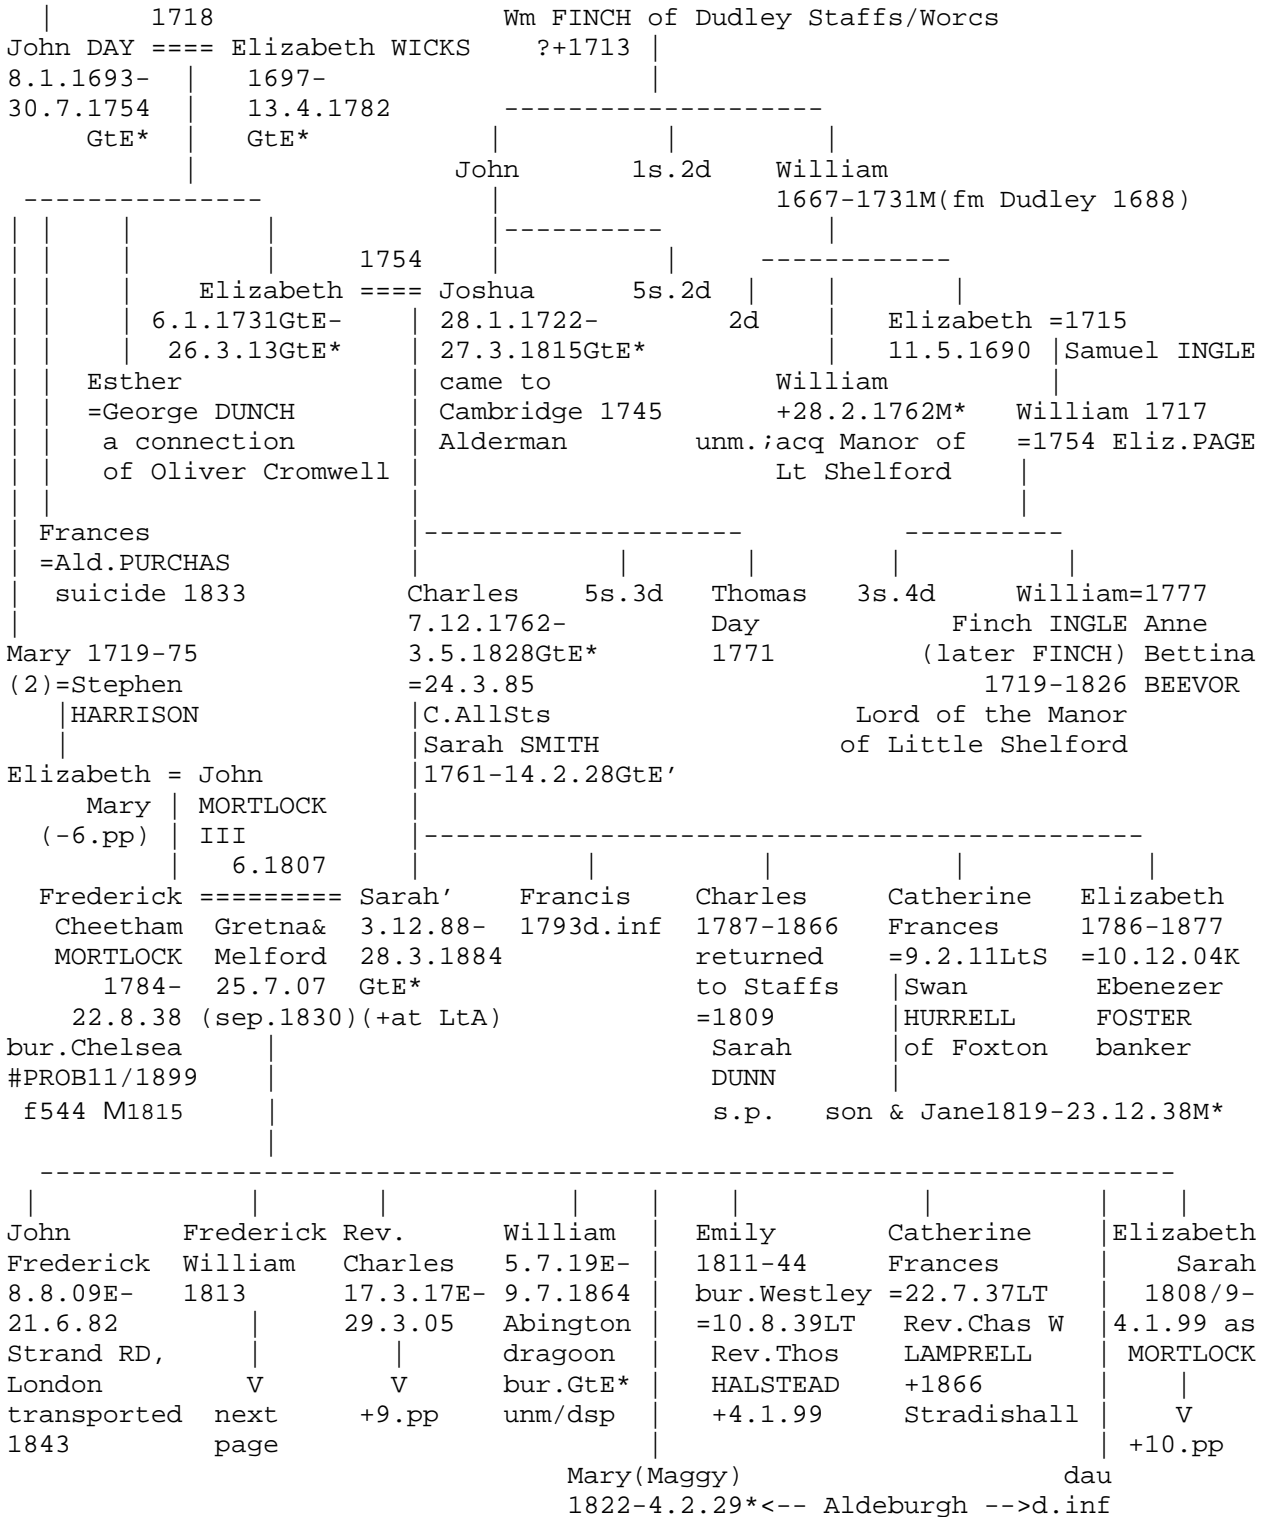 | 1718 Wm FINCH of Dudley Staffs/Worcs
John DAY ==== Elizabeth WICKS ?+1713 |
8.1.1693- | 1697- |
30.7.1754 | 13.4.1782 --------------------
GtE* | GtE* | | |
| John 1s.2d William
--------------- | 1667-1731M(fm Dudley 1688)
| | | | |---------- |
| | | | 1754 | | ------------
| | | Elizabeth ==== Joshua 5s.2d | | |
| | | 6.1.1731GtE- | 28.1.1722- 2d | Elizabeth =1715
| | | 26.3.13GtE* | 27.3.1815GtE* | 11.5.1690 |Samuel INGLE
| | Esther | came to William |
| | =George DUNCH | Cambridge 1745 +28.2.1762M* William 1717
| | a connection | Alderman unm.;acq Manor of =1754 Eliz.PAGE
| | of Oliver Cromwell | Lt Shelford |
| | | |
| Frances |-------------------- ----------
| =Ald.PURCHAS | | | | |
| suicide 1833 Charles 5s.3d Thomas 3s.4d William=1777
| 7.12.1762- Day Finch INGLE Anne
Mary 1719-75 3.5.1828GtE* 1771 (later FINCH) Bettina
(2)=Stephen =24.3.85 1719-1826 BEEVOR
|HARRISON |C.AllSts Lord of the Manor
| |Sarah SMITH of Little Shelford
Elizabeth = John |1761-14.2.28GtE’
Mary | MORTLOCK |
(-6.pp) | III |---------------------------------------------
| 6.1807 | | | | |
Frederick ========= Sarah’ Francis Charles Catherine Elizabeth
Cheetham Gretna& 3.12.88- 1793d.inf 1787-1866 Frances 1786-1877
MORTLOCK Melford 28.3.1884 returned =9.2.11LtS =10.12.04K
1784- 25.7.07 GtE* to Staffs |Swan Ebenezer
22.8.38 (sep.1830)(+at LtA) =1809 |HURRELL FOSTER
bur.Chelsea | Sarah |of Foxton banker
#PROB11/1899 | DUNN |
f544 M1815 | s.p. son & Jane1819-23.12.38M*
|
-----------------------------------------------------------------------
| | | | | | | | |
John Frederick Rev. William | Emily Catherine |Elizabeth
Frederick William Charles 5.7.19E- | 1811-44 Frances | Sarah
8.8.09E- 1813 17.3.17E- 9.7.1864 | bur.Westley =22.7.37LT | 1808/9-
21.6.82 | 29.3.05 Abington | =10.8.39LT Rev.Chas W |4.1.99 as
Strand RD, | | dragoon | Rev.Thos LAMPRELL | MORTLOCK
London V V bur.GtE* | HALSTEAD +1866 | |
transported next +9.pp unm/dsp | +4.1.99 Stradishall | V
1843 page | | +10.pp
Mary(Maggy) dau
1822-4.2.29*<-- Aldeburgh -->d.inf